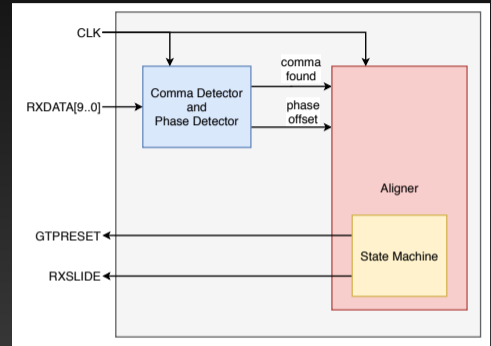 CLK
comma
found
Comma Detector
and
Phase Detector
RXDATA[9..0]
phase
offset
Aligner
GTPRESET
State Machine
RXSLIDE